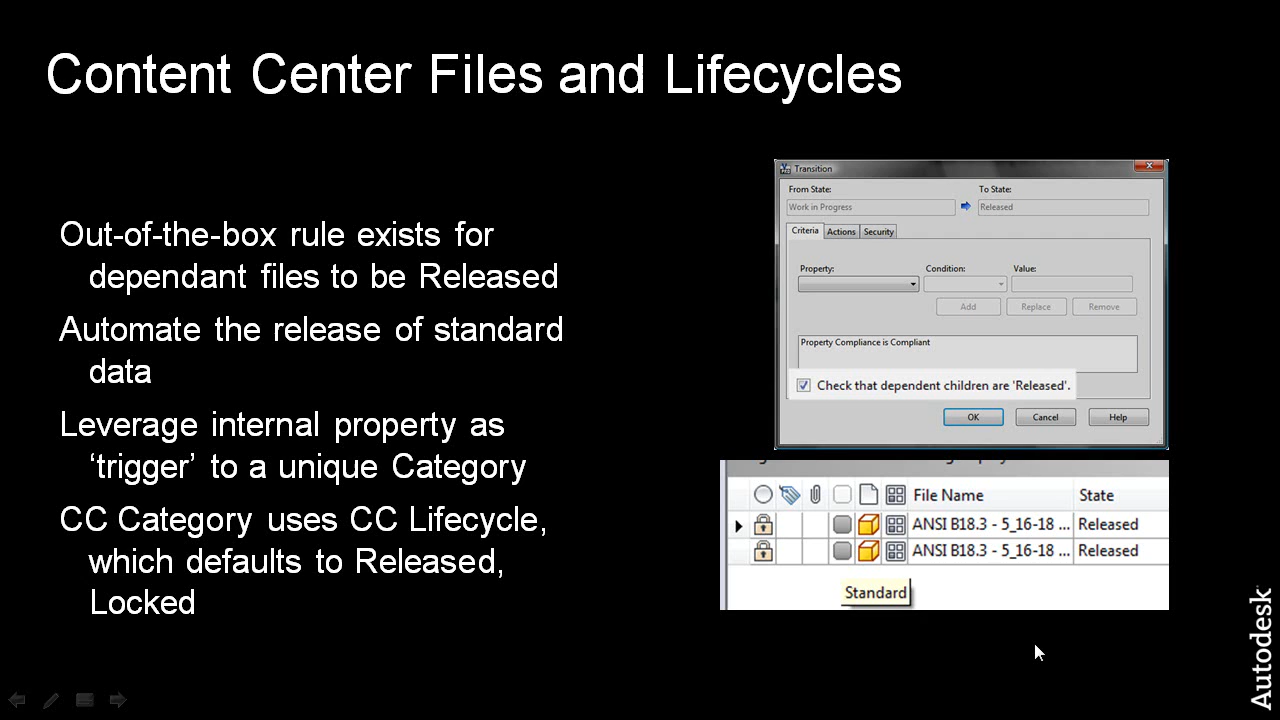 Content Center Files and Lifecycles
Out-of-the-box rule exists for
dependant files to be Released
Automate the release of standard
data
Leverage internal property as
‘trigger’ to a unique Category
CC Category uses CC Lifecycle,
which defaults to Released,
Locked
Transition
From State:
To State:
Work in Progress
Released
Criteria
Actions
Security
Property:
Condition:
Value:
Add
Replace
Remove
Property Compliance is Compliant
Check that dependent children are 'Released'.
OK
Cancel
Help
File Name
State
ANSI B18.3 - 5_16-18 ...
Released
ANSI B18.3 - 5_16-18 ...
Released
Standard
Autodesk